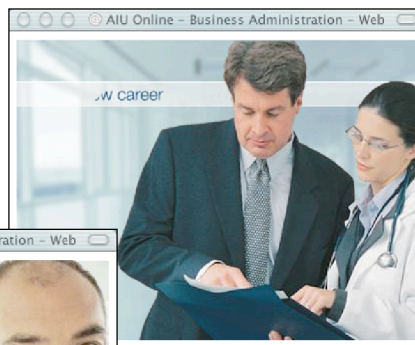 @ AIU Online – Business Administration – Web
w career
ration – Web